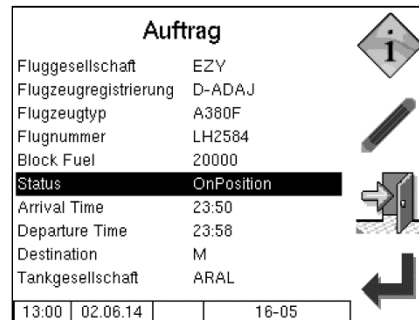 Auftrag
Fluggesellschaft EZY
Flugzeugregistrierung D-ADAJ
Flugzeugtyp A380F
Flugnummer LH2584
Block Fuel 20000
Status OnPosition
Arrival Time 23:50
Departure Time 23:58
Destination M
Tankgesellschaft ARAL
13:00 02.06.14 16-05
i